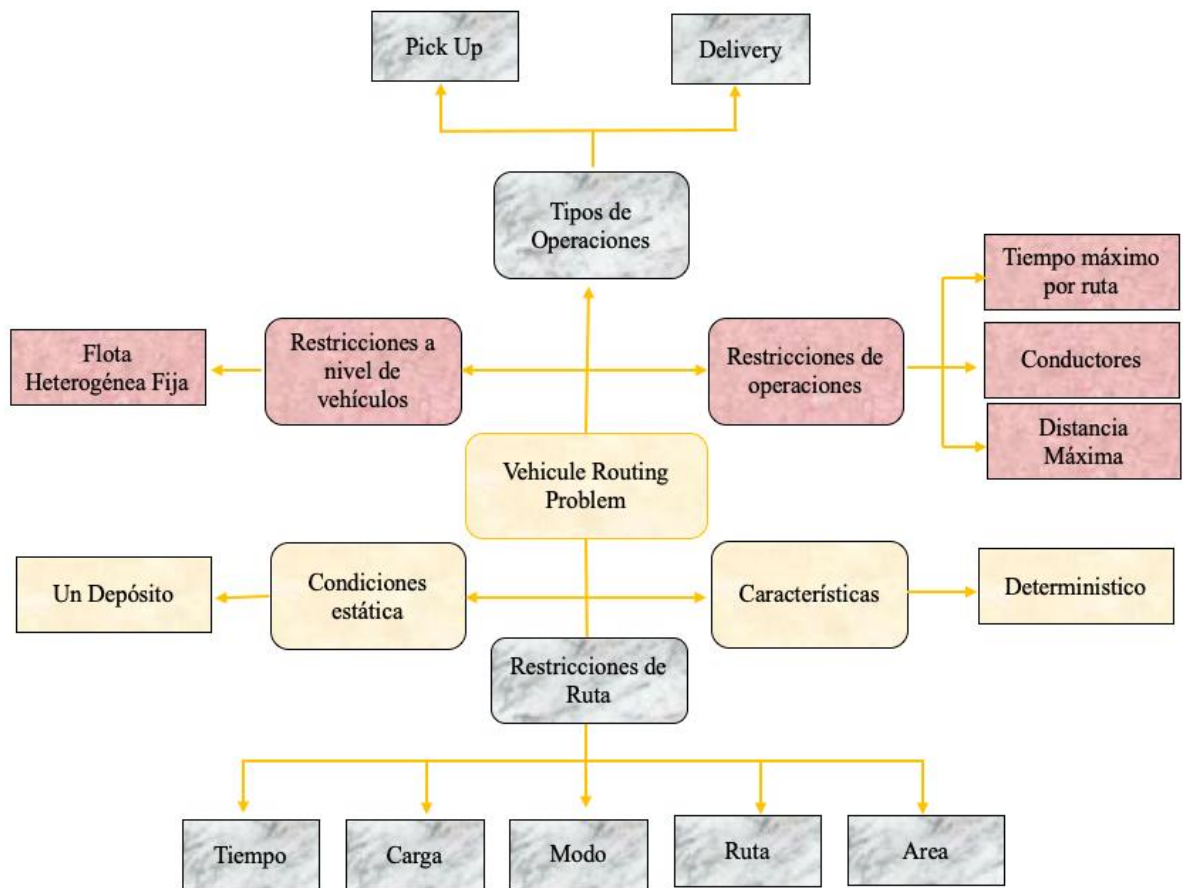 Pick Up
Delivery
Tipos de
Operaciones
Tiempo máximo
por ruta
Flota
Heterogénea Fija
Restricciones a
nivel de
vehículos
Restricciones de
operaciones
Conductores
Distancia
Máxima
Vehicule Routing
Problem
Un Depósito
Condiciones
estática
Característícas
Deterministico
Restricciones de
Ruta
Tiempo
Carga
Modo
Ruta
Area